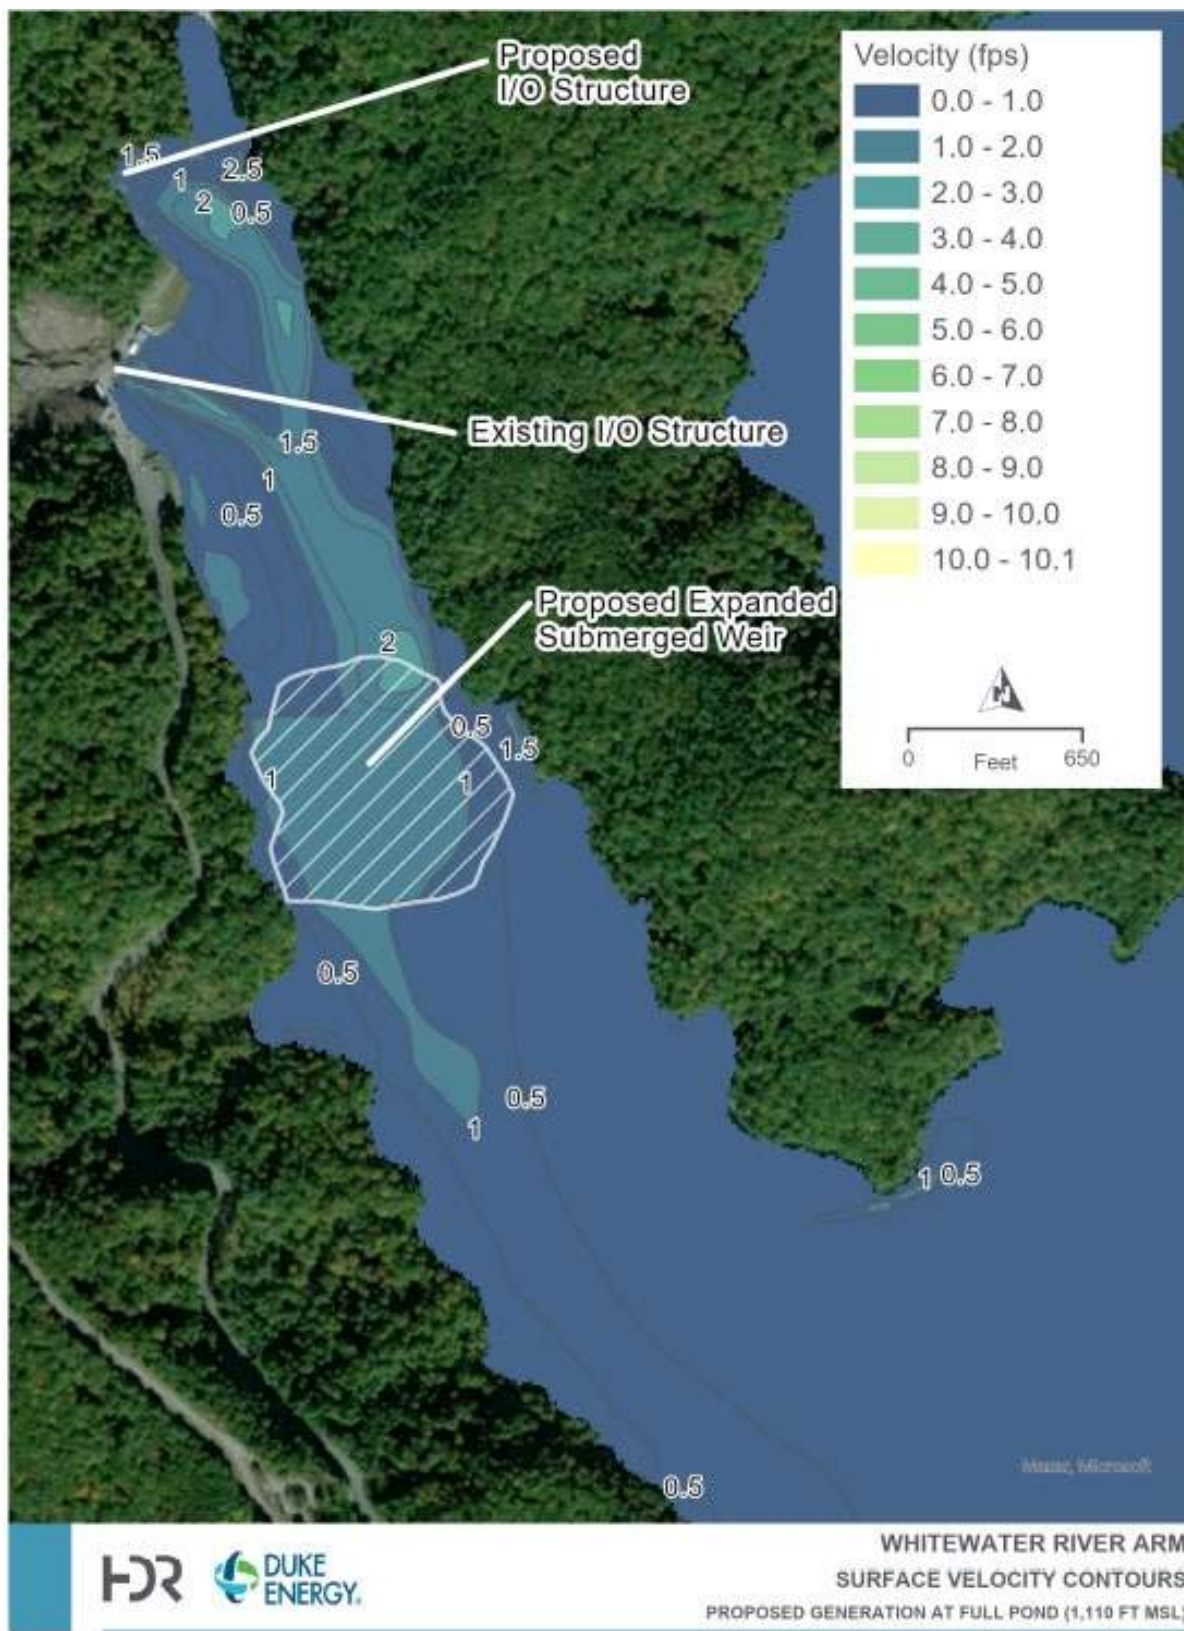 Proposed
I/O Structure
1.5
1
2.5
2
0.5
Existing I/O Structure
1.5
1
0.5
Proposed Expanded
Submerged Weir
2
0.5
1.5
1
1
0.5
0.5
1
1
0.5
0.5
Velocity (fps)
0.0 - 1.0
1.0 - 2.0
2.0 - 3.0
3.0 - 4.0
4.0 - 5.0
5.0 - 6.0
6.0 - 7.0
7.0 - 8.0
8.0 - 9.0
9.0 - 10.0
10.0 - 10.1
N
0
650
Feet
Maxar, Microsoft
HDR
DUKE
ENERGY®
WHITEWATER RIVER ARM
SURFACE VELOCITY CONTOURS
PROPOSED GENERATION AT FULL POND (1,110 FT MSL)